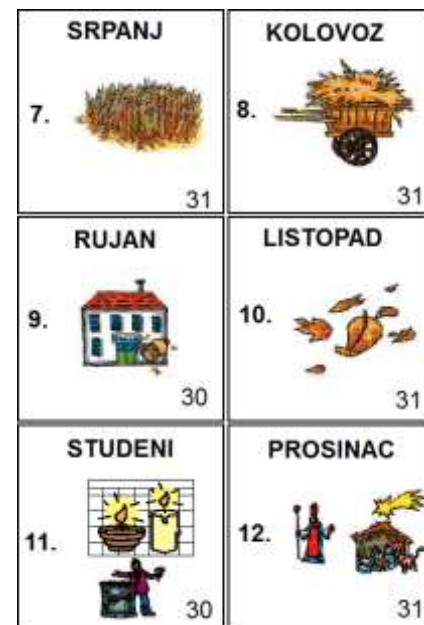 SRPANJ
7.
31
KOLOVOZ
8.
31
RUJAN
9.
30
LISTOPAD
10.
31
STUDENI
11.
30
PROSINAC
12.
31